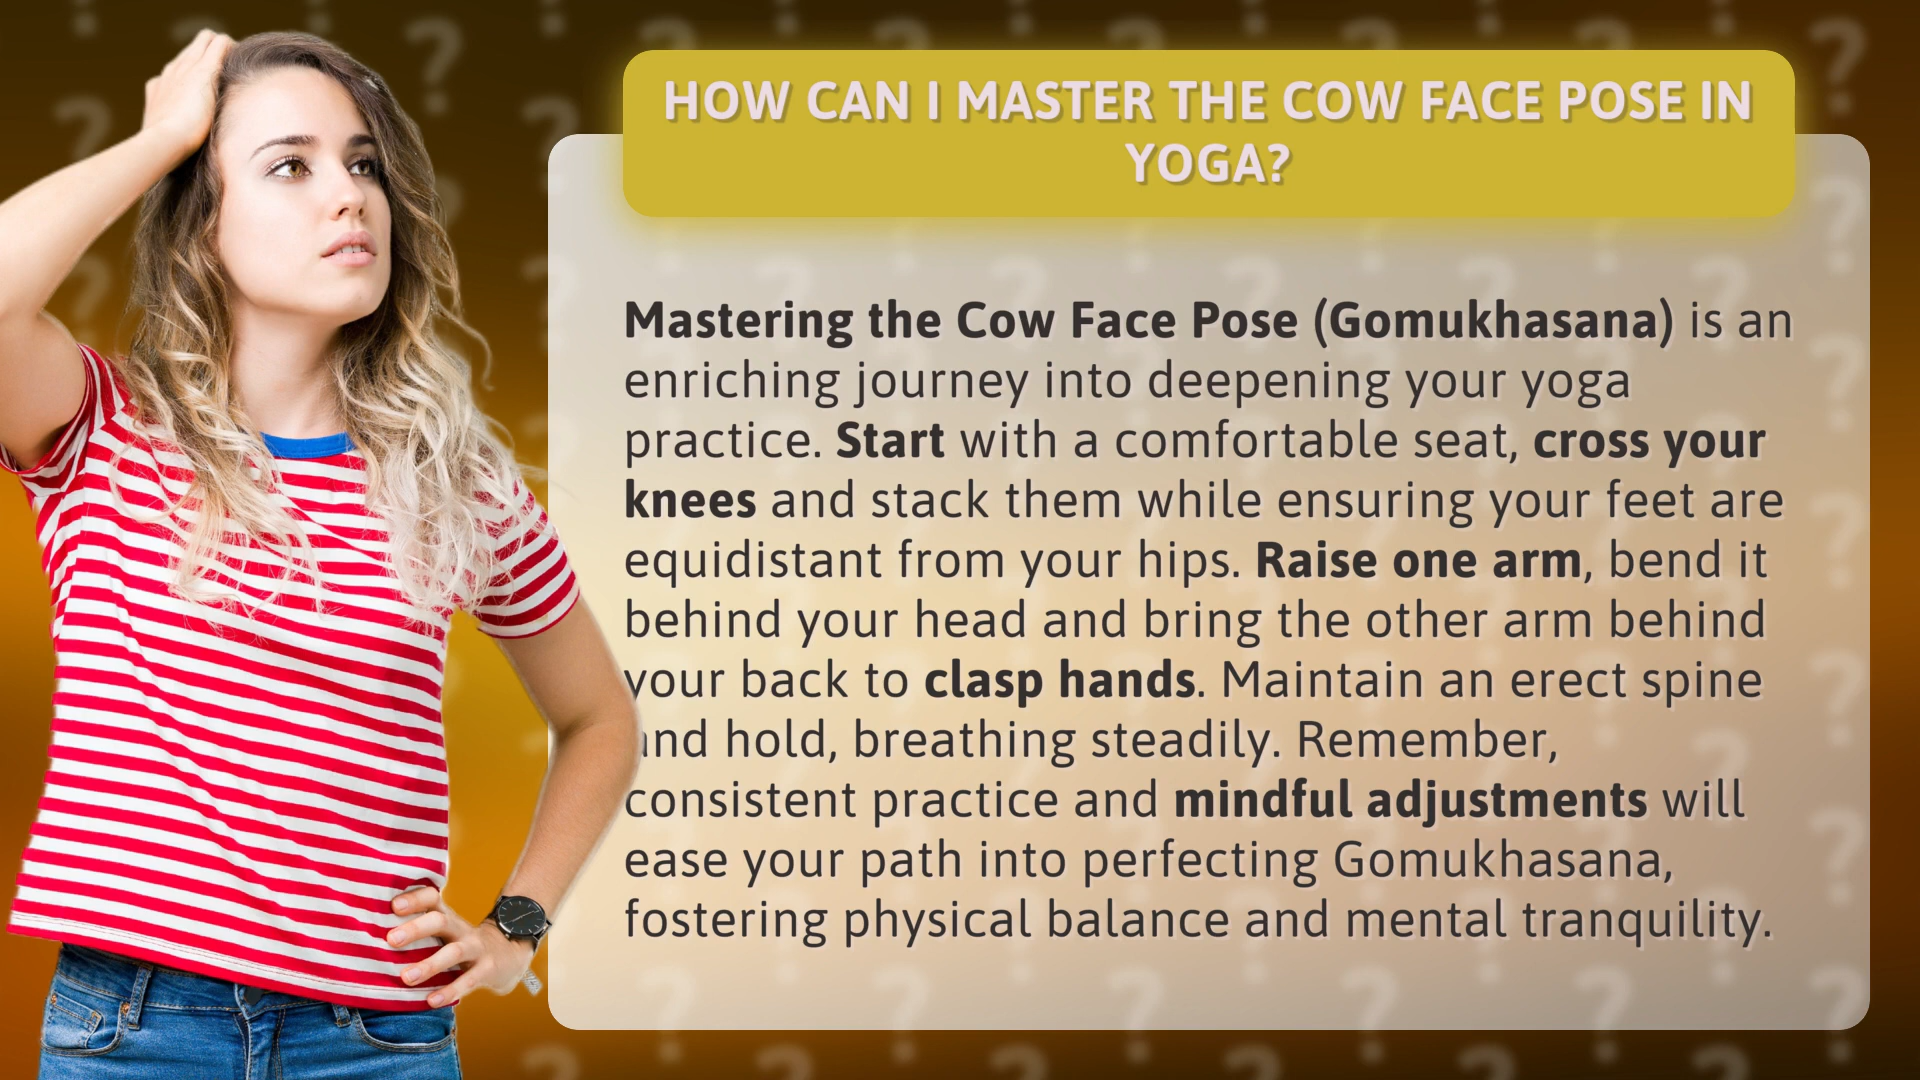 HOW CAN I MASTER THE COW FACE POSE IN
YOGA?
Mastering the Cow Face Pose (Gomukhasana) is an
enriching journey into deepening your yoga
practice. Start with a comfortable seat, cross your
knees and stack them while ensuring your feet are
equidistant from your hips. Raise one arm, bend it
behind your head and bring the other arm behind
your back to clasp hands. Maintain an erect spine
and hold, breathing steadily. Remember,
consistent practice and mindful adjustments will
ease your path into perfecting Gomukhasana,
fostering physical balance and mental tranquility.